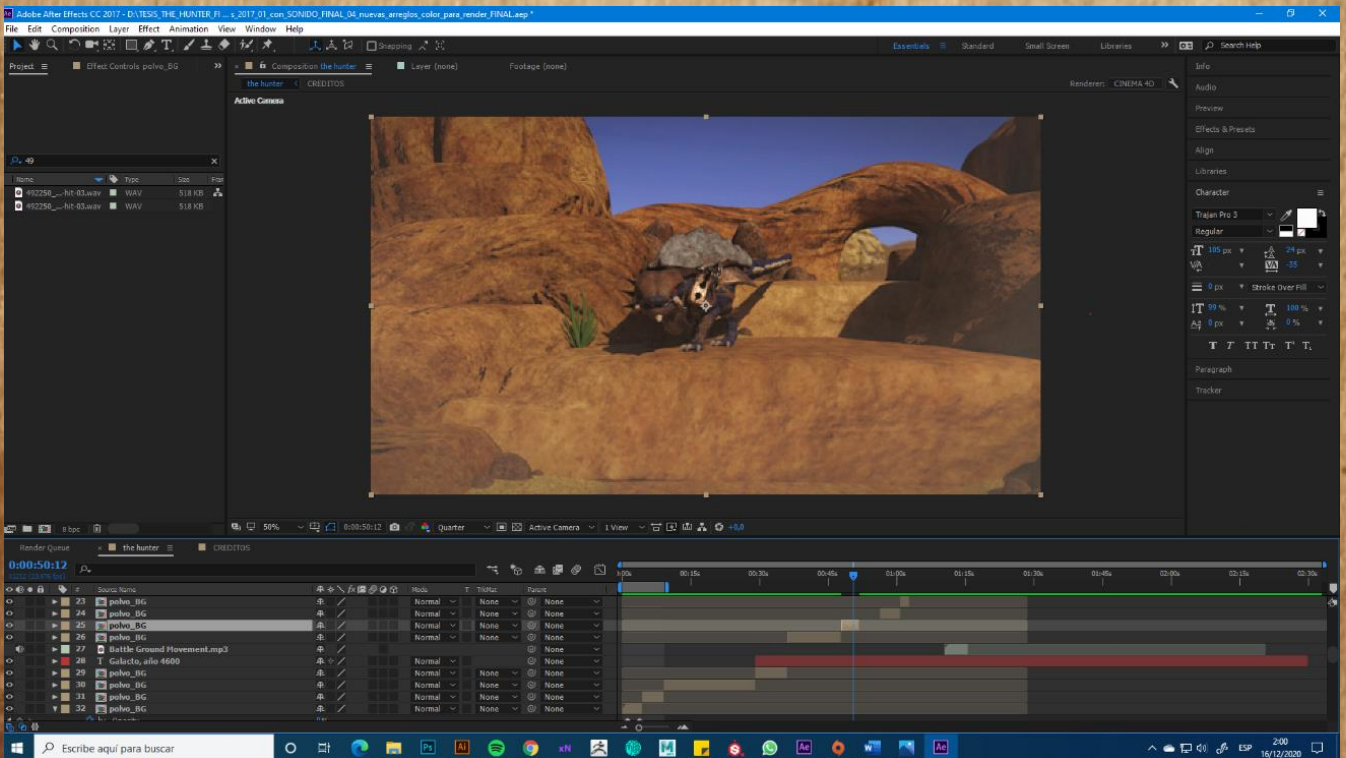 Adobe After Effects CC 2017 - D:\TESIS_THE_HUNTER_FI ... s_2017_01_con_SONIDO_FINAL_04_nuevas_arreglos_color_para_render_FINAL.aep *
File Edit Composition Layer Effect Animation View Window Help
Snapping Essentials Standard Small Screen Libraries Search Help
Project Effect Controls polvo_BG Composition the hunter Layer (none) Footage (none) Info
the hunter CREDITOS Renderer: CINEMA 4D Audio
Active Camera
Preview
Effects & Presets
Align
49
Libraries
Name Type Size Fran
Character
492250_...-hit-03.wav WAV 518 KB
492250_...-hit-03.wav WAV 518 KB
Trajan Pro 3
Regular
105 px 24 px
-35
0 px Stroke Over Fill
99 % 100 %
0 px 0 %
Paragraph
Tracker
8 bpc 50% 0:00:50:12 Quarter Active Camera 1 View +0,0
Render Queue the hunter CREDITOS
0:00:50:12
00:15s 00:30s 00:45s 01:00s 01:15s 01:30s 01:45s 02:00s 02:15s 02:30s
# Source Name Mode T TrkMat Parent
23 polvo_BG Normal None None
24 polvo_BG Normal None None
25 polvo_BG Normal None None
26 polvo_BG Normal None None
27 Battle Ground Movement.mp3 None
28 T Galacto, año 4600 Normal None
29 polvo_BG Normal None None
30 polvo_BG Normal None None
31 polvo_BG Normal None None
32 polvo_BG Normal None None
Opacity
Escribe aquí para buscar ESP 2:00
16/12/2020